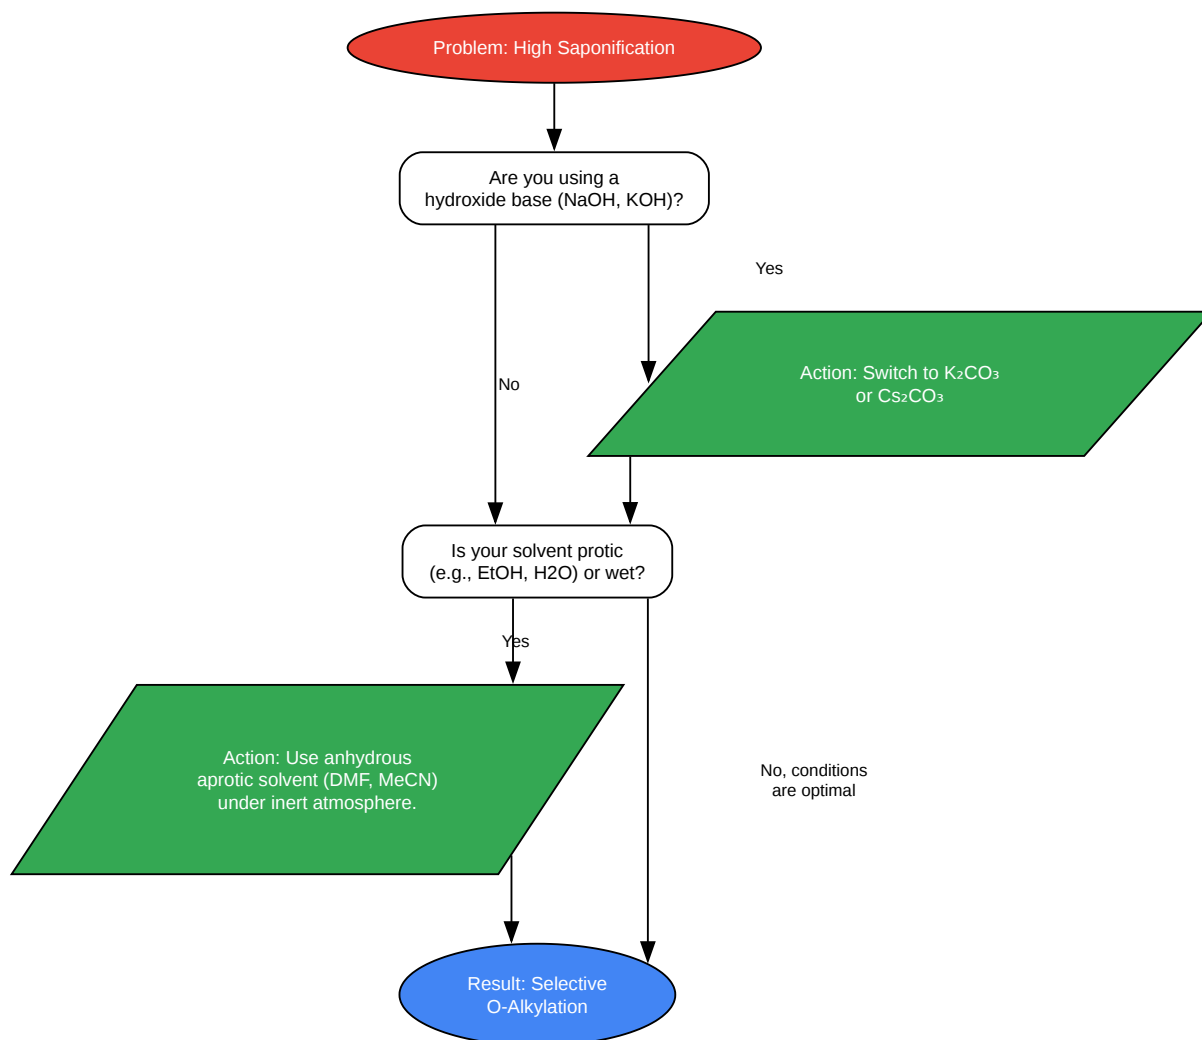 Problem: High Saponification
Are you using a
hydroxide base (NaOH, KOH)?
Yes
Action: Switch to K₂CO₃
or Cs₂CO₃
No
Is your solvent protic
(e.g., EtOH, H2O) or wet?
Yes
Action: Use anhydrous
aprotic solvent (DMF, MeCN)
under inert atmosphere.
No, conditions
are optimal
Result: Selective
O-Alkylation